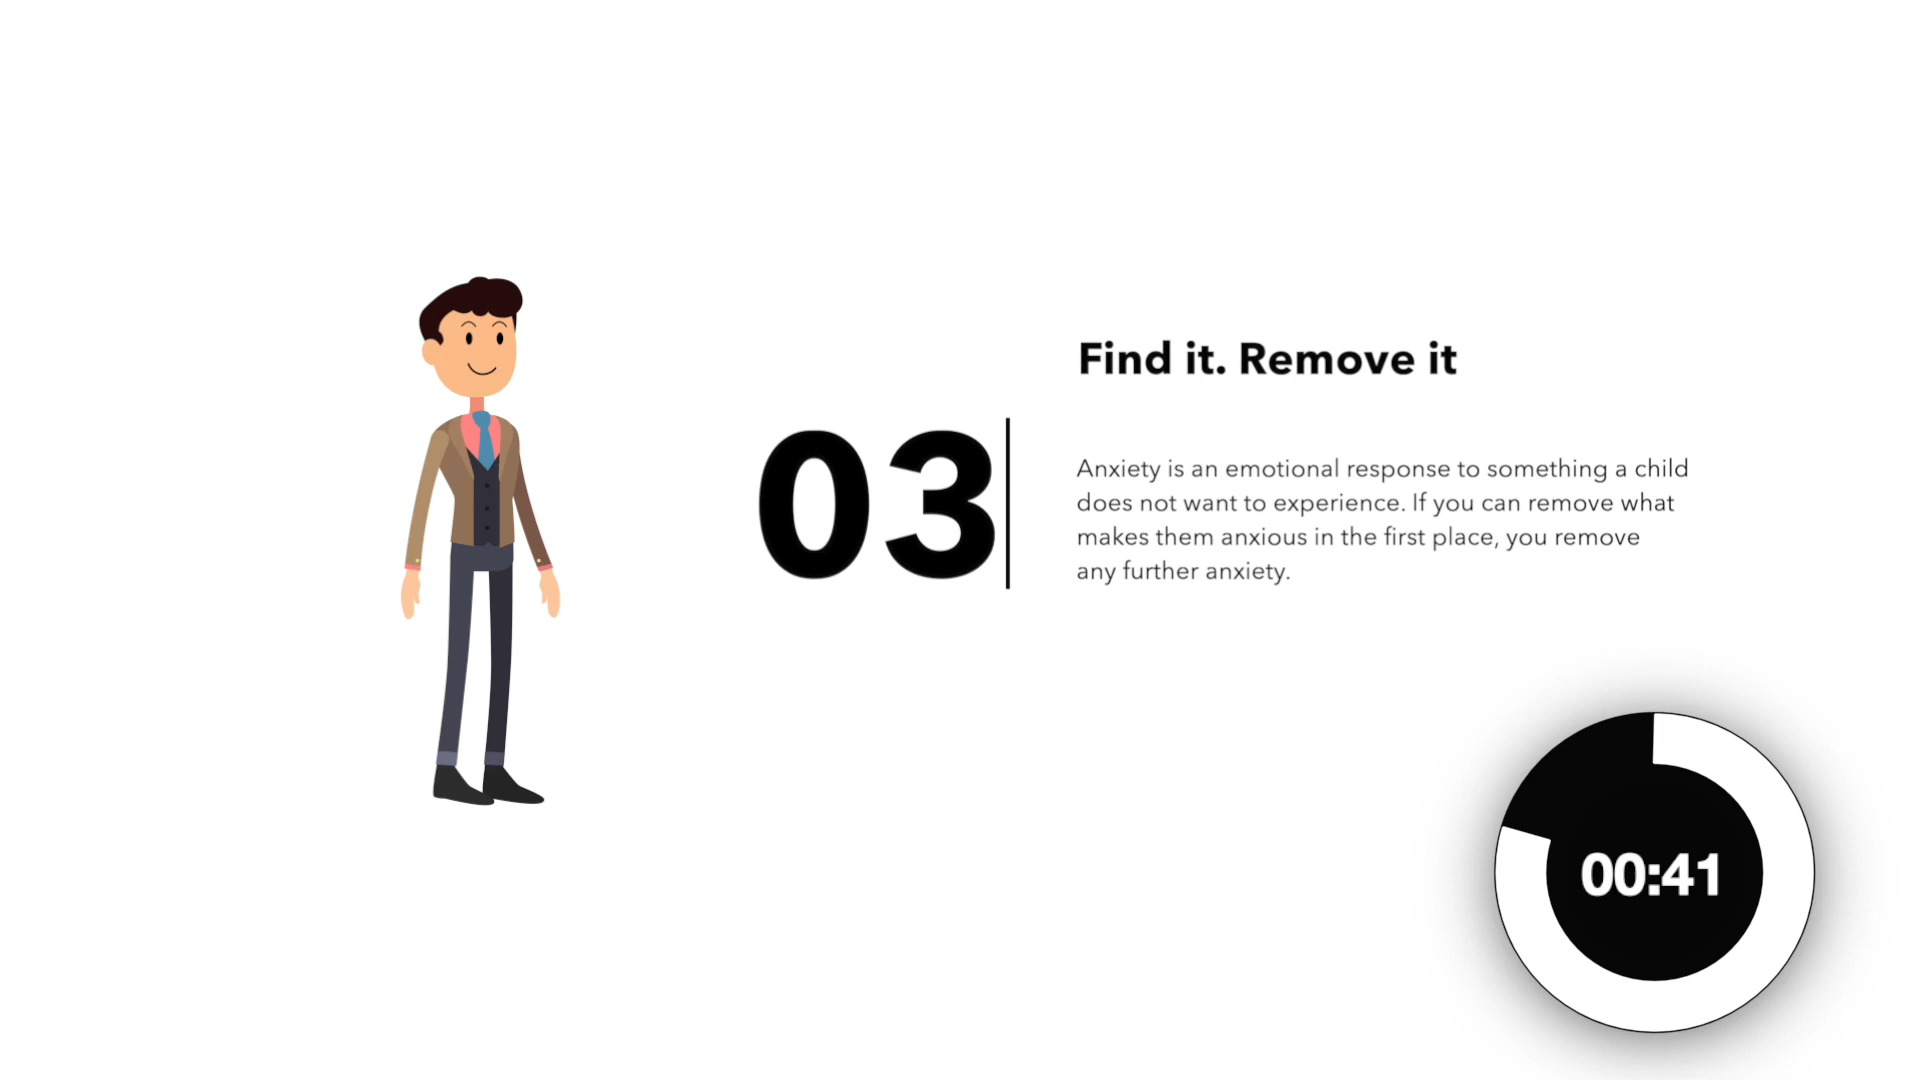 Find it. Remove it
03
Anxiety is an emotional response to something a child
does not want to experience. If you can remove what
makes them anxious in the first place, you remove
any further anxiety.
00:41